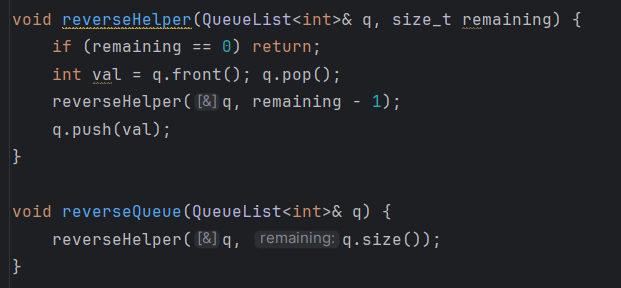 void reverseHelper(QueueList<int>& q, size_t remaining) {
    if (remaining == 0) return;
    int val = q.front(); q.pop();
    reverseHelper([&] q, remaining - 1);
    q.push(val);
}
void reverseQueue(QueueList<int>& q) {
    reverseHelper([&] q, remaining: q.size());
}